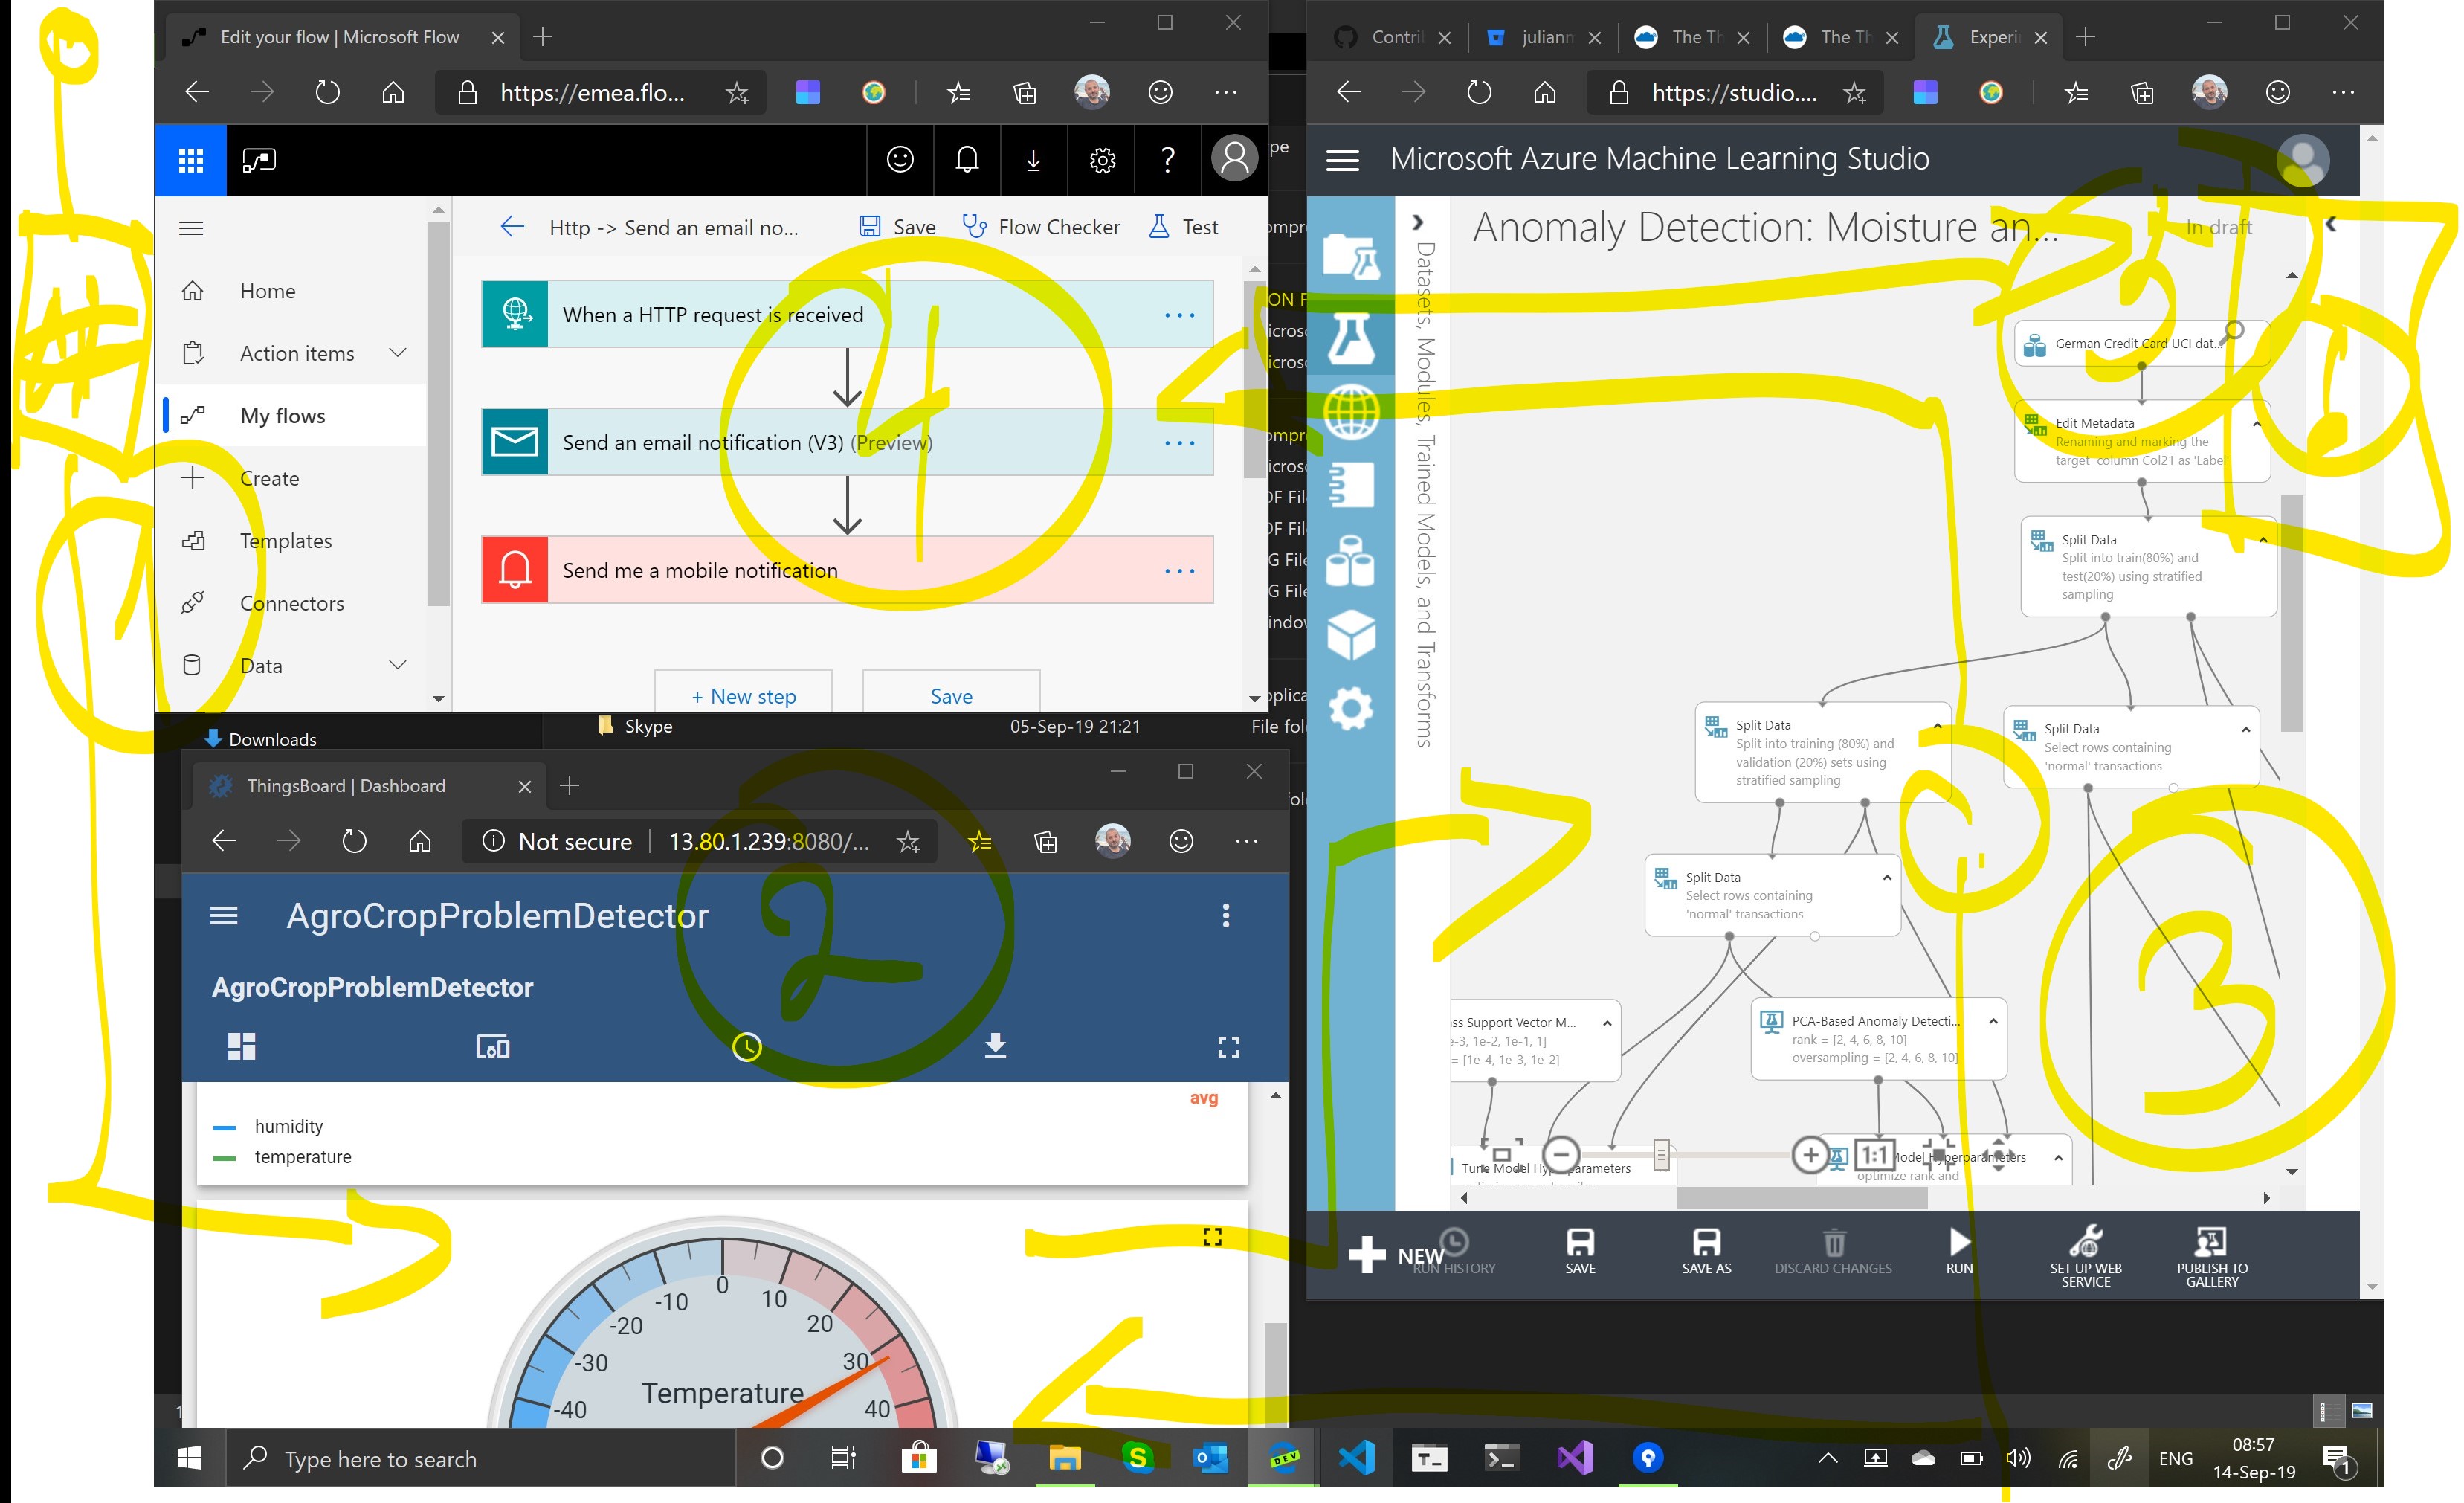 Edit your flow | Microsoft Flow
https://emea.flo...
Http -> Send an email no...
Save
Flow Checker
Test
Home
Action items
My flows
Create
Templates
Connectors
Data
When a HTTP request is received
Send an email notification (V3) (Preview)
Send me a mobile notification
+ New step
Save
4
1
Downloads
Skype
05-Sep-19 21:21
File fol
ThingsBoard | Dashboard
Not secure
13.80.1.239:8080/...
AgroCropProblemDetector
AgroCropProblemDetector
2
avg
humidity
temperature
-40
-30
-20
-10
0
10
20
30
40
Temperature
Contri
juliann
The Th
The Th
Experi
https://studio....
Microsoft Azure Machine Learning Studio
Datasets, Modules, Trained Models, and Transforms
Anomaly Detection: Moisture an...
In draft
5
German Credit Card UCI dat...
Edit Metadata
Renaming and marking the
target column Col21 as 'Label'
Split Data
Split into train(80%) and
test(20%) using stratified
sampling
Split Data
Split into training (80%) and
validation (20%) sets using
stratified sampling
Split Data
Select rows containing
'normal' transactions
Split Data
Select rows containing
'normal' transactions
3
ss Support Vector M...
e-3, 1e-2, 1e-1, 1]
= [1e-4, 1e-3, 1e-2]
PCA-Based Anomaly Detecti...
rank = [2, 4, 6, 8, 10]
oversampling = [2, 4, 6, 8, 10]
Tune Model Hyperparameters
1:1
Model Hyperparameters
optimize rank and
NEW
RUN HISTORY
SAVE
SAVE AS
DISCARD CHANGES
RUN
SET UP WEB
SERVICE
PUBLISH TO
GALLERY
Type here to search
DEV
ENG
08:57
14-Sep-19
1